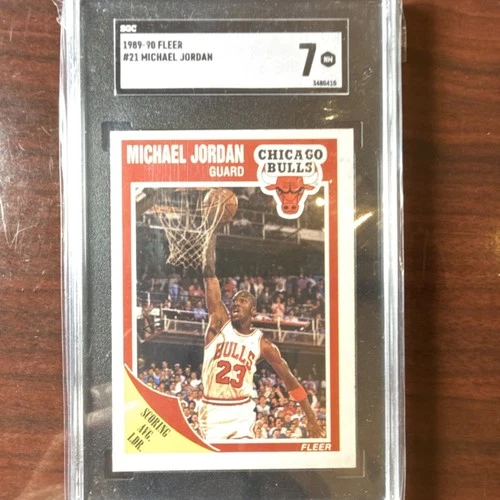 SGC
1989-90 FLEER
#21 MICHAEL JORDAN
7
NM
5480410
MICHAEL JORDAN
GUARD
CHICAGO
BULLS
BULLS
23
SCORING
AVG.
LDR.
FLEER